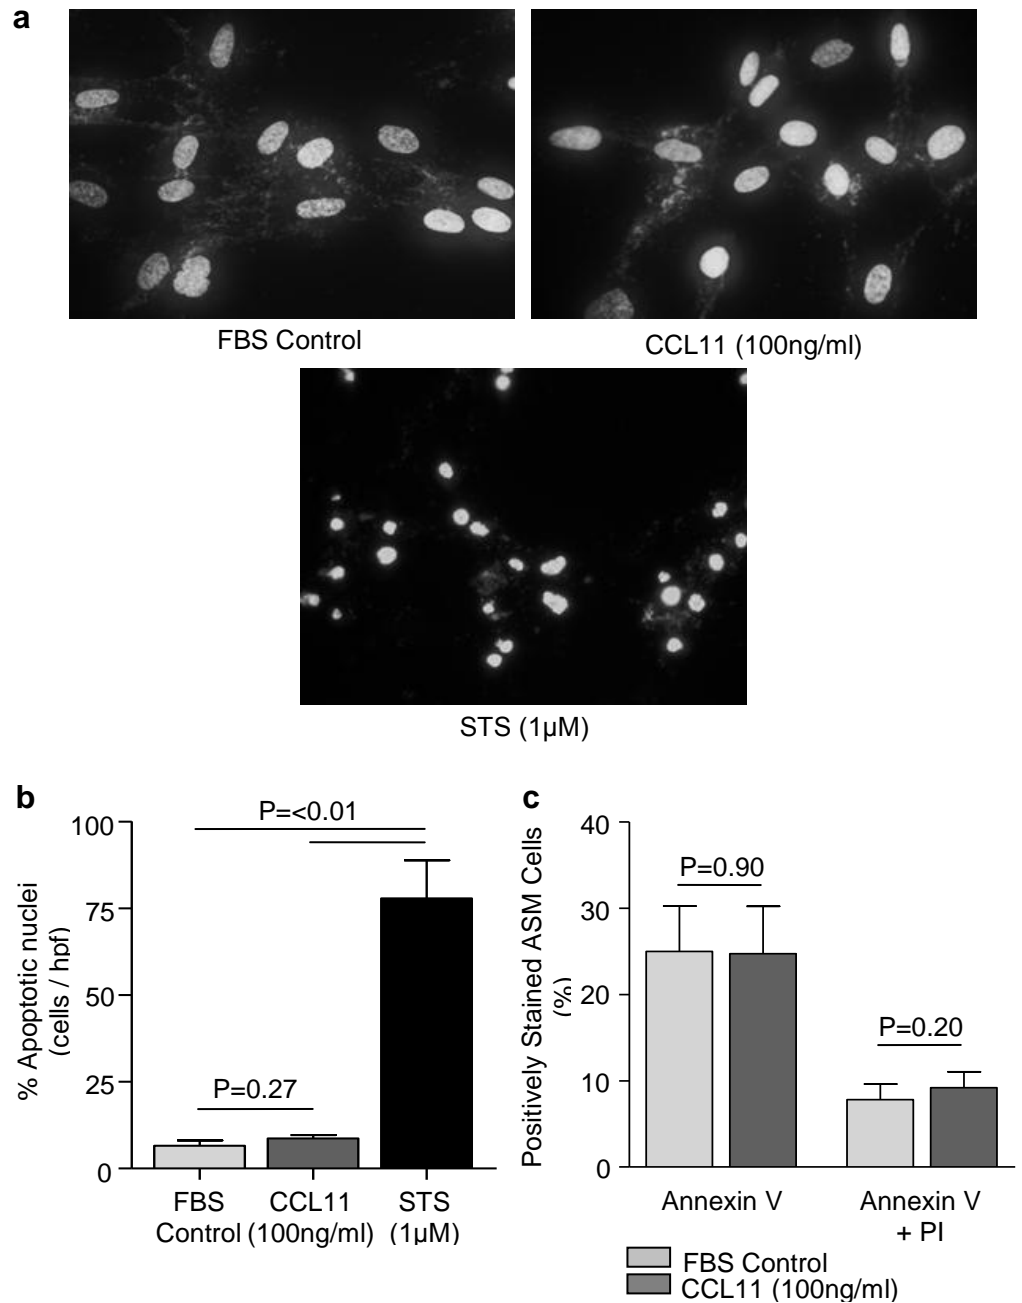 a
FBS Control
CCL11 (100ng/ml)
STS (1µM)
b
% Apoptotic nuclei
(cells / hpf)
100
75
50
25
0
P=<0.01
P=0.27
FBS
Control
CCL11
(100ng/ml)
STS
(1µM)
c
Positively Stained ASM Cells
(%)
40
30
20
10
0
P=0.90
P=0.20
Annexin V
Annexin V
+ PI
FBS Control
CCL11 (100ng/ml)